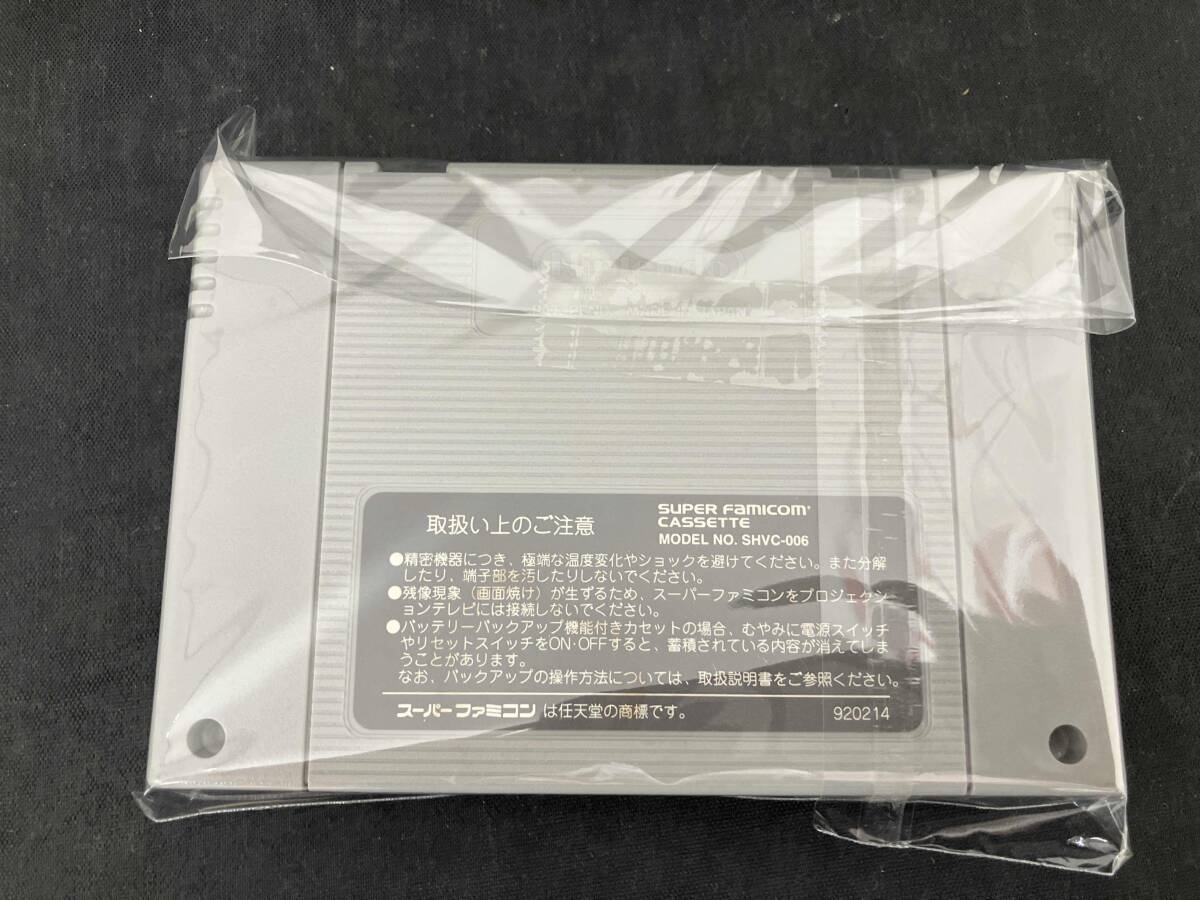 取扱い上のご注意
SUPER FAMICOM
CASSETTE
MODEL NO. SHVC-006
●精密機器につき、極端な温度変化やショックを避けてください。また分解
したり、端子部を汚したりしないでください。
●残像現象（画面焼け）が生ずるため、スーパーファミコンをプロジェクシ
ョンテレビには接続しないでください。
●バッテリーバックアップ機能付きカセットの場合、むやみに電源スイッチ
やリセットスイッチをON・OFFすると、蓄積されている内容が消えてしま
うことがあります。
なお、バックアップの操作方法については、取扱説明書をご参照ください。
スーパーファミコンは任天堂の商標です。
920214